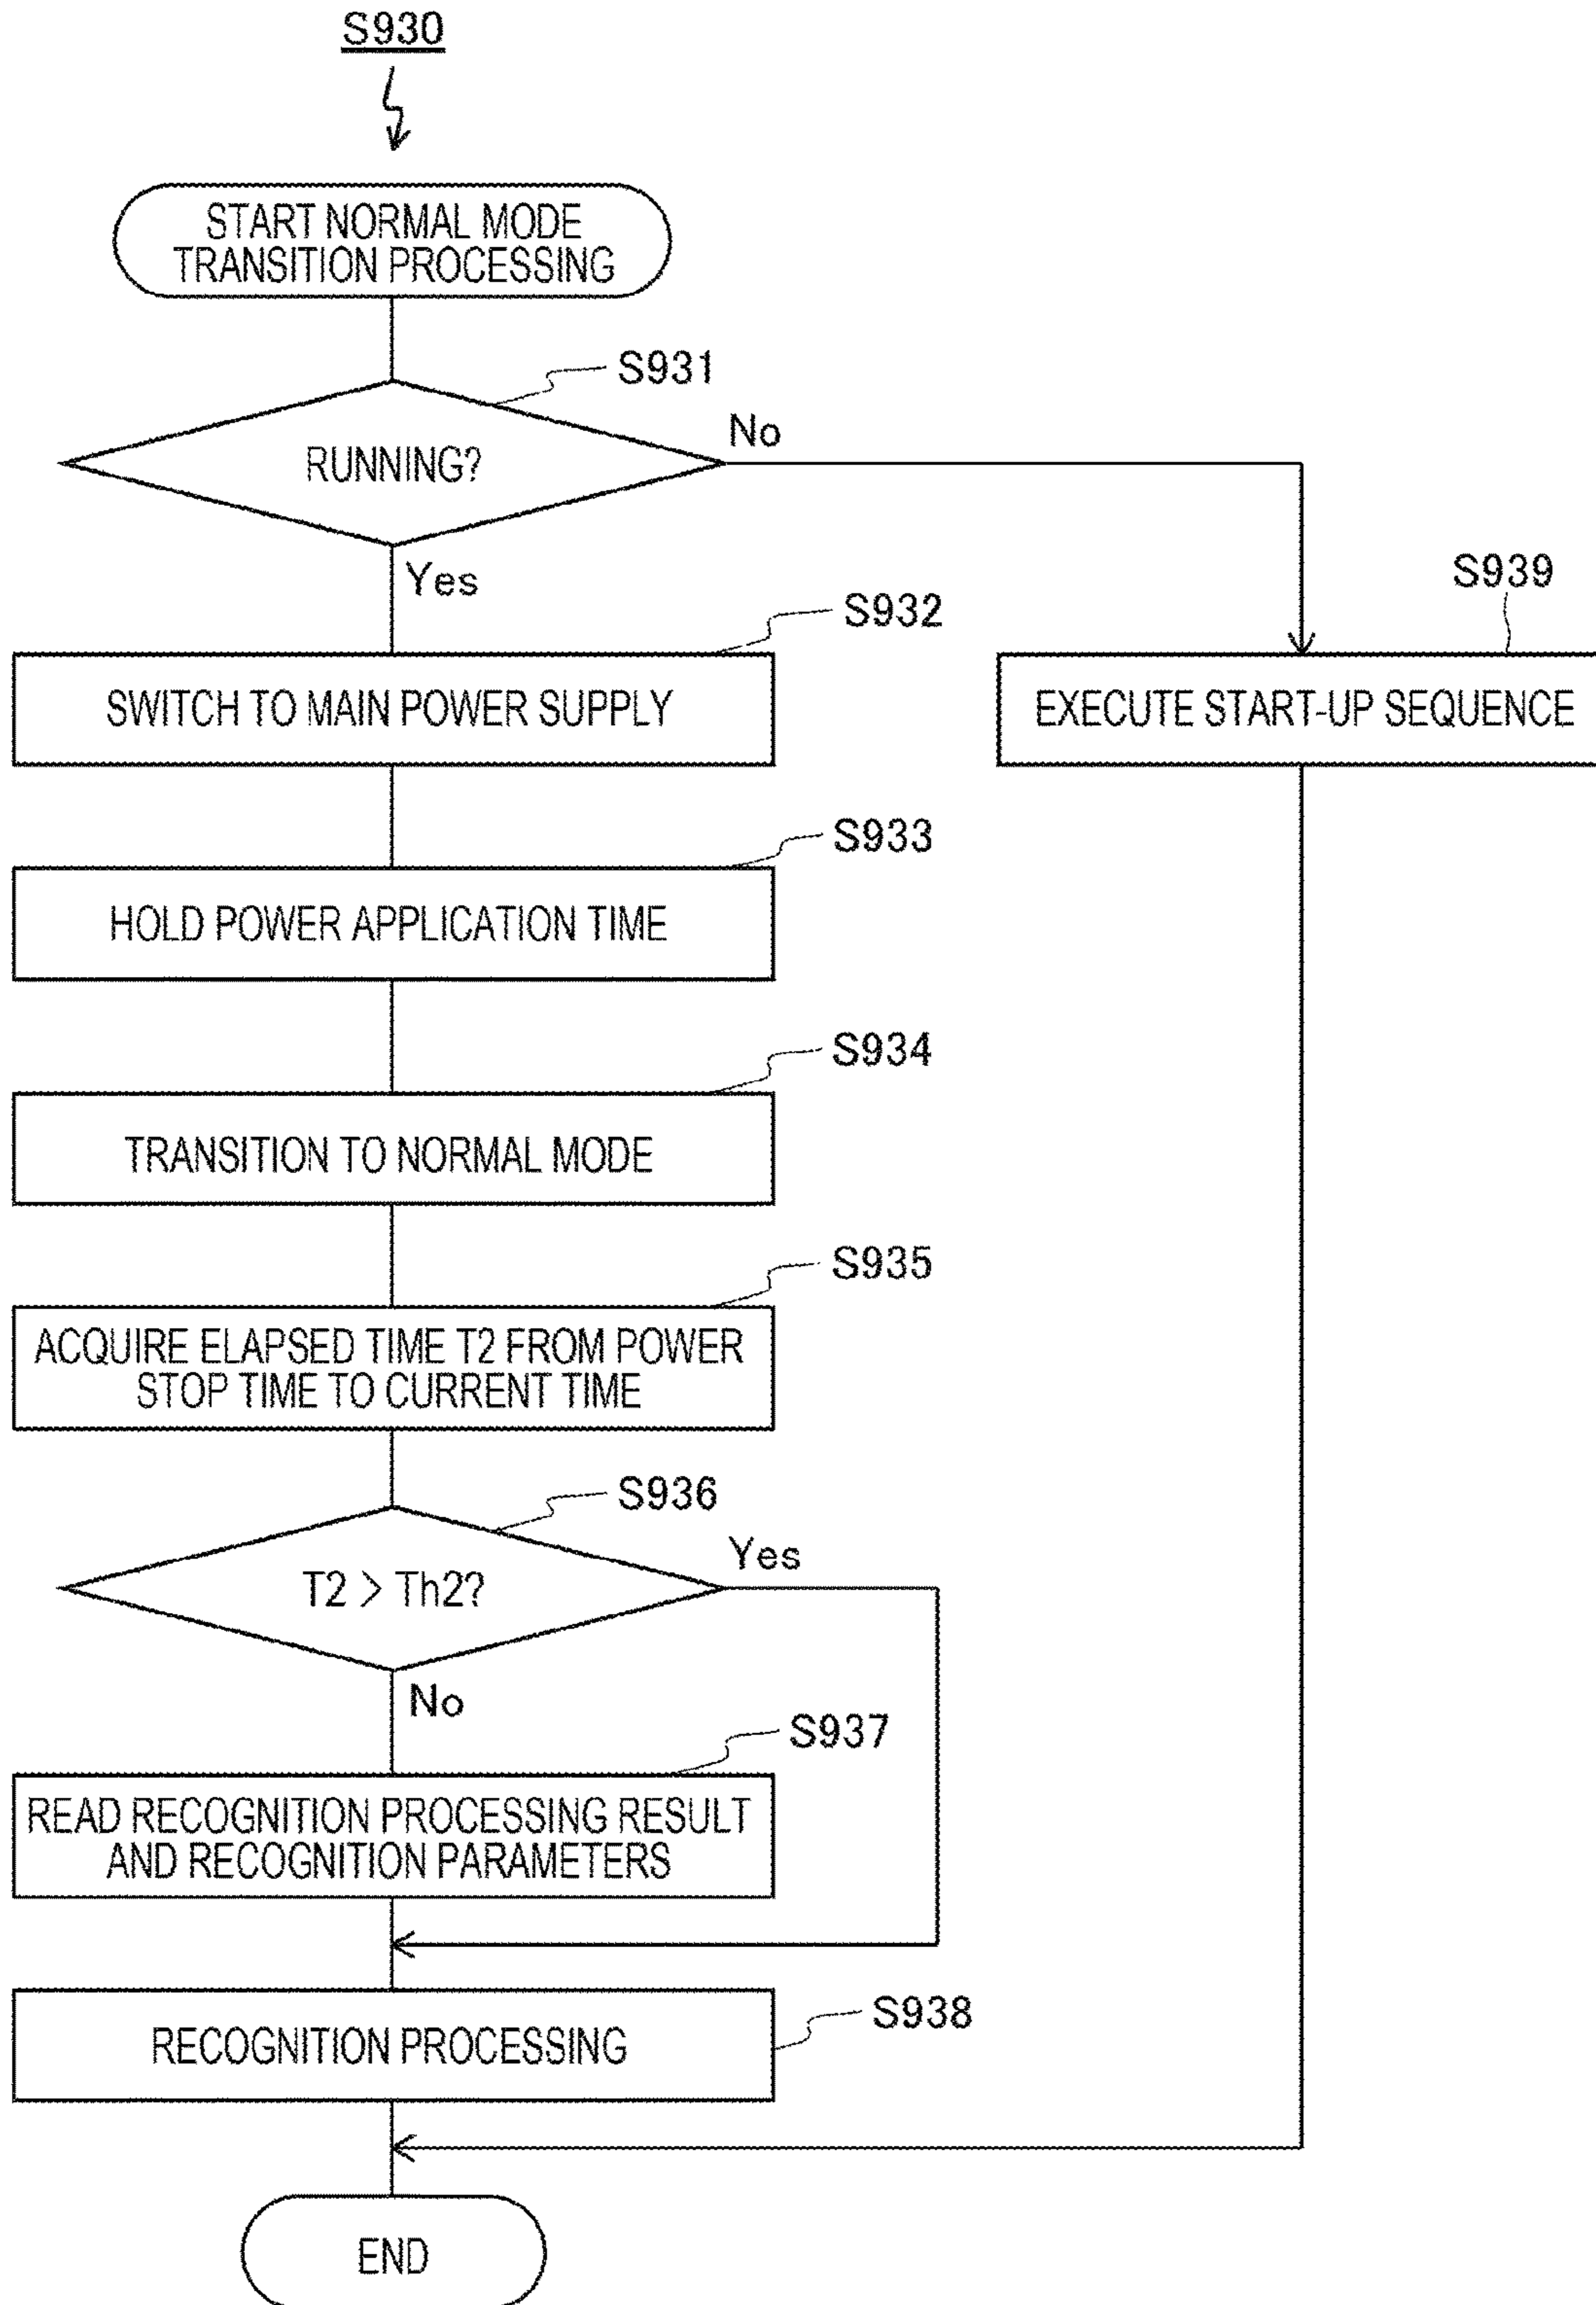 S930
START NORMAL MODE
TRANSITION PROCESSING
S931
RUNNING?
No
Yes
S932
SWITCH TO MAIN POWER SUPPLY
S939
EXECUTE START-UP SEQUENCE
S933
HOLD POWER APPLICATION TIME
S934
TRANSITION TO NORMAL MODE
S935
ACQUIRE ELAPSED TIME T2 FROM POWER
STOP TIME TO CURRENT TIME
S936
T2 > Th2?
Yes
No
S937
READ RECOGNITION PROCESSING RESULT
AND RECOGNITION PARAMETERS
S938
RECOGNITION PROCESSING
END